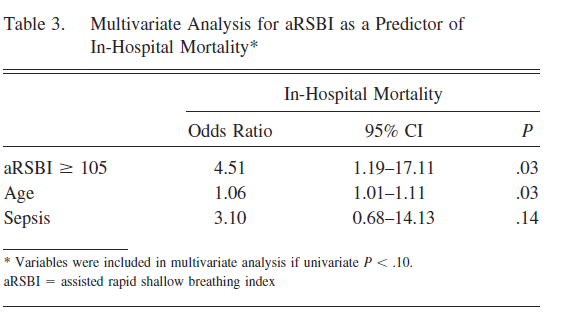 Table 3. Multivariate Analysis for aRSBI as a Predictor of
In-Hospital Mortality*
In-Hospital Mortality
Odds Ratio 95% CI P
aRSBI ≥ 105 4.51 1.19–17.11 .03
Age 1.06 1.01–1.11 .03
Sepsis 3.10 0.68–14.13 .14
* Variables were included in multivariate analysis if univariate P < .10.
aRSBI = assisted rapid shallow breathing index